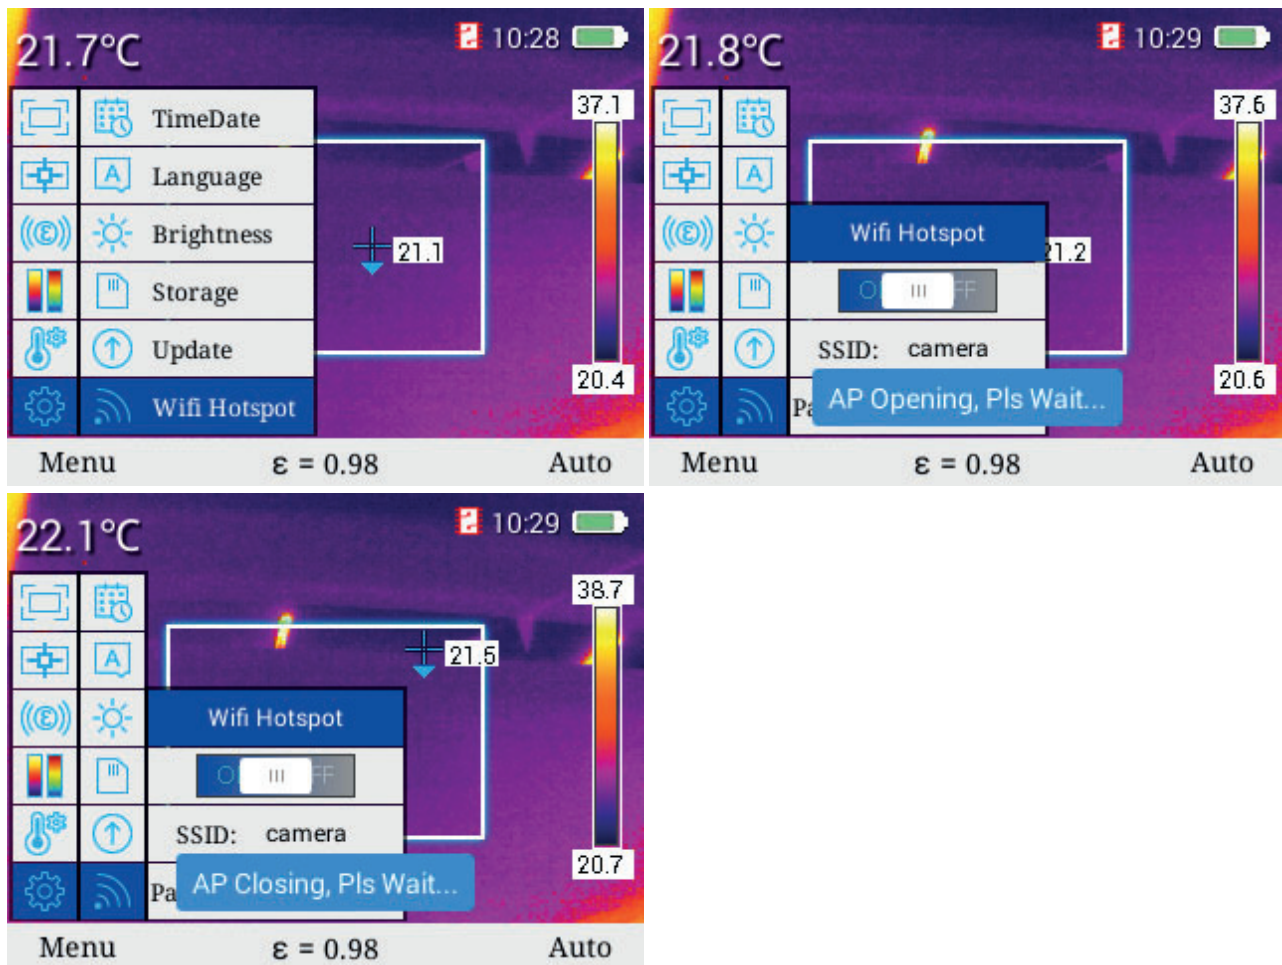 21.7°C
10:28
37.1
TimeDate
A Language
Brightness
21.1
Storage
Update
20.4
Wifi Hotspot
Menu
ε = 0.98
Auto
21.8°C
10:29
37.6
A
Wifi Hotspot
21.2
SSID: camera
20.6
AP Opening, Pls Wait...
Menu
ε = 0.98
Auto
22.1°C
10:29
38.7
A
21.5
Wifi Hotspot
SSID: camera
20.7
AP Closing, Pls Wait...
Menu
ε = 0.98
Auto